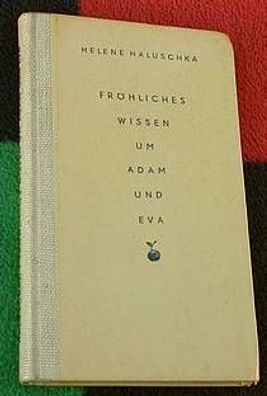 HELENE HALUSCHKA
FRÖHLICHES
WISSEN
UM
ADAM
UND
EVA